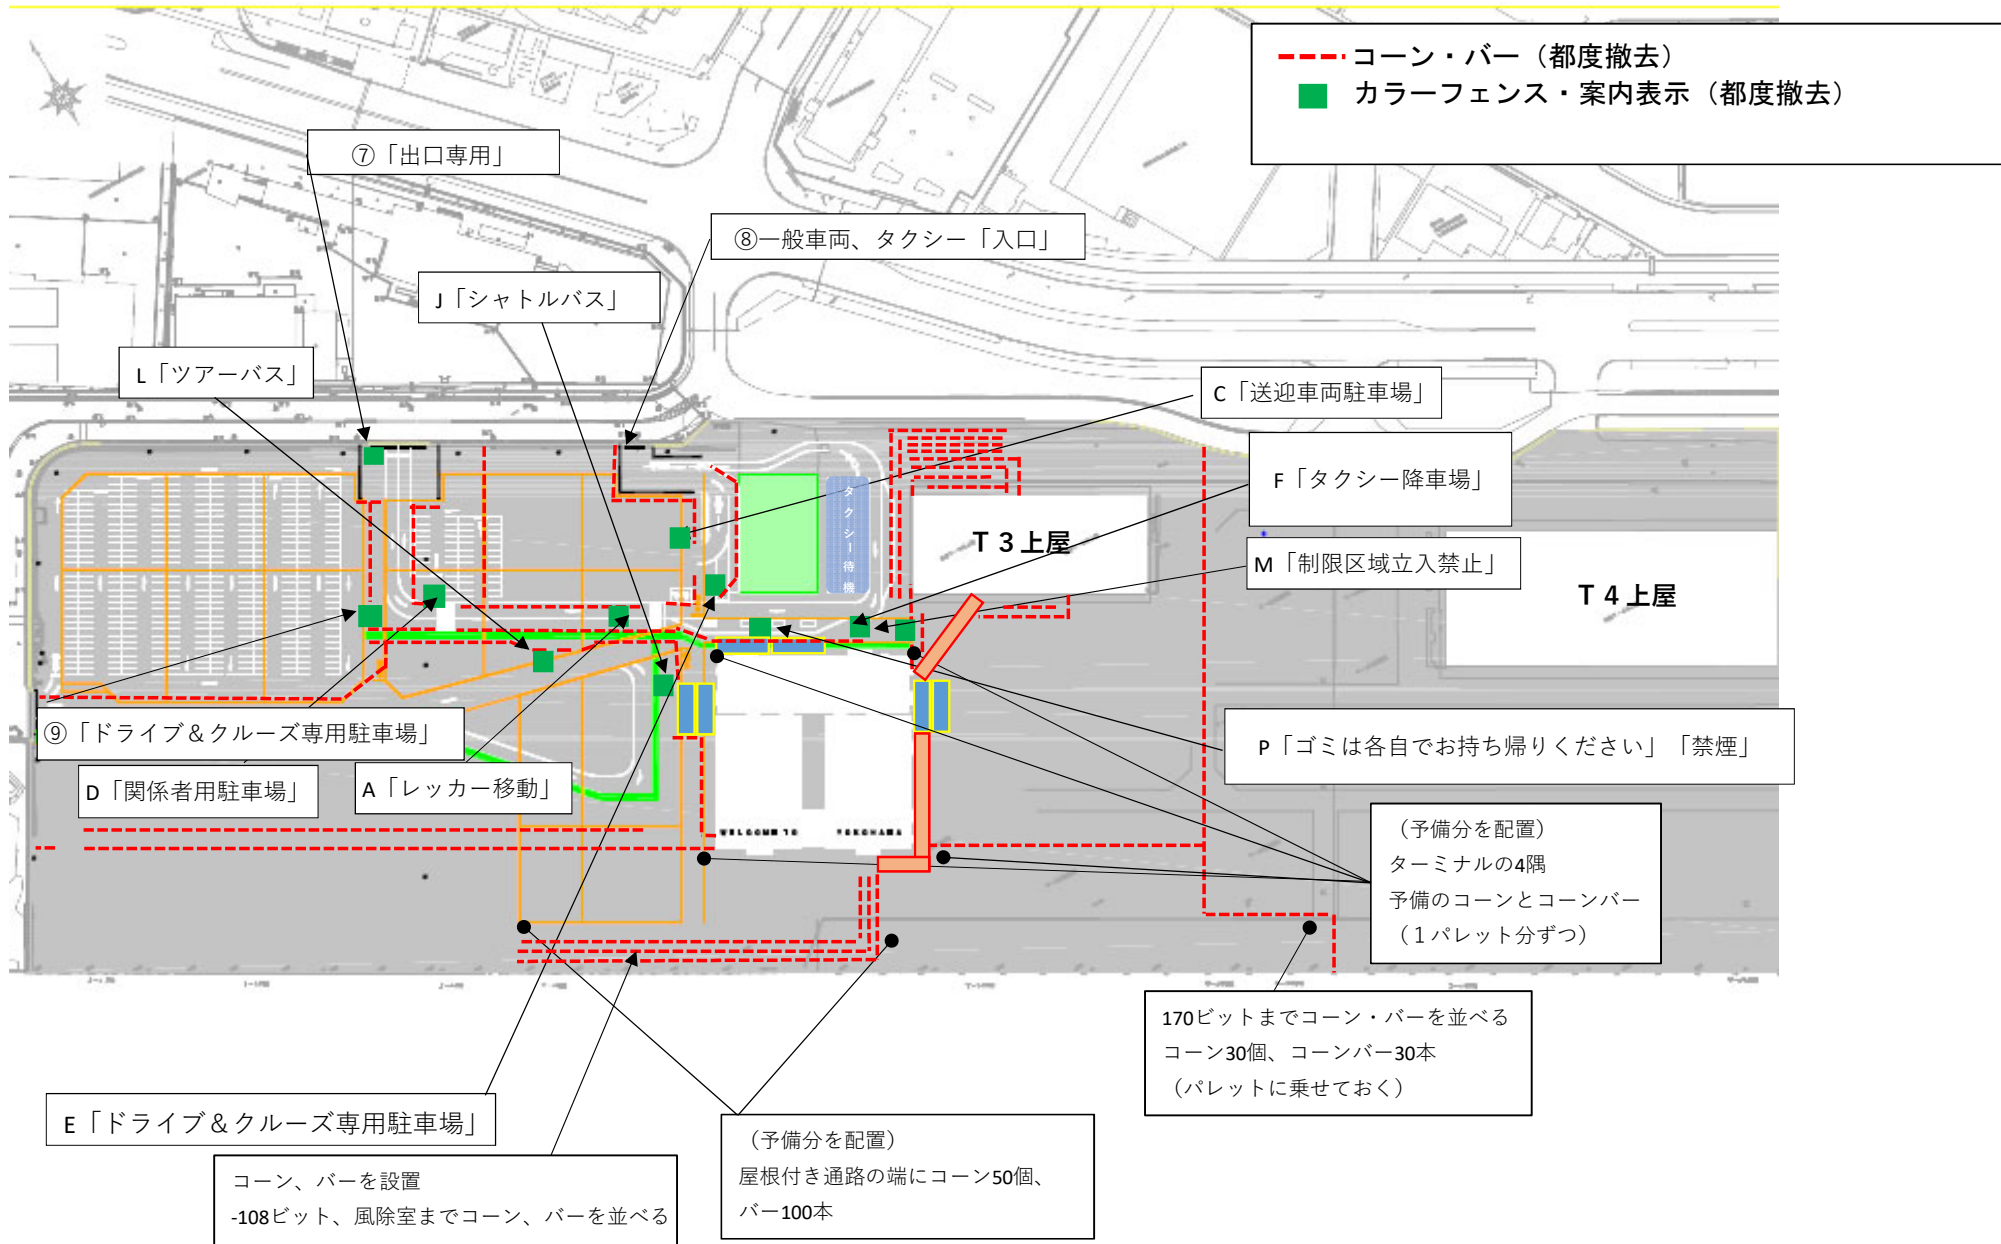 コーン・バー（都度撤去）
カラーフェンス・案内表示（都度撤去）
⑦「出口専用」
⑧一般車両、タクシー「入口」
J「シャトルバス」
L「ツアーバス」
C「送迎車両駐車場」
F「タクシー降車場」
タクシー待機
T３上屋
M「制限区域立入禁止」
T４上屋
⑨「ドライブ＆クルーズ専用駐車場」
P「ゴミは各自でお持ち帰りください」「禁煙」
D「関係者用駐車場」
A「レッカー移動」
WELCOME TO YOKOHAMA
（予備分を配置）
ターミナルの4隅
予備のコーンとコーンバー
（１パレット分ずつ）
170ビットまでコーン・バーを並べる
コーン30個、コーンバー30本
（パレットに乗せておく）
E「ドライブ＆クルーズ専用駐車場」
（予備分を配置）
屋根付き通路の端にコーン50個、
バー100本
コーン、バーを設置
-108ビット、風除室までコーン、バーを並べる